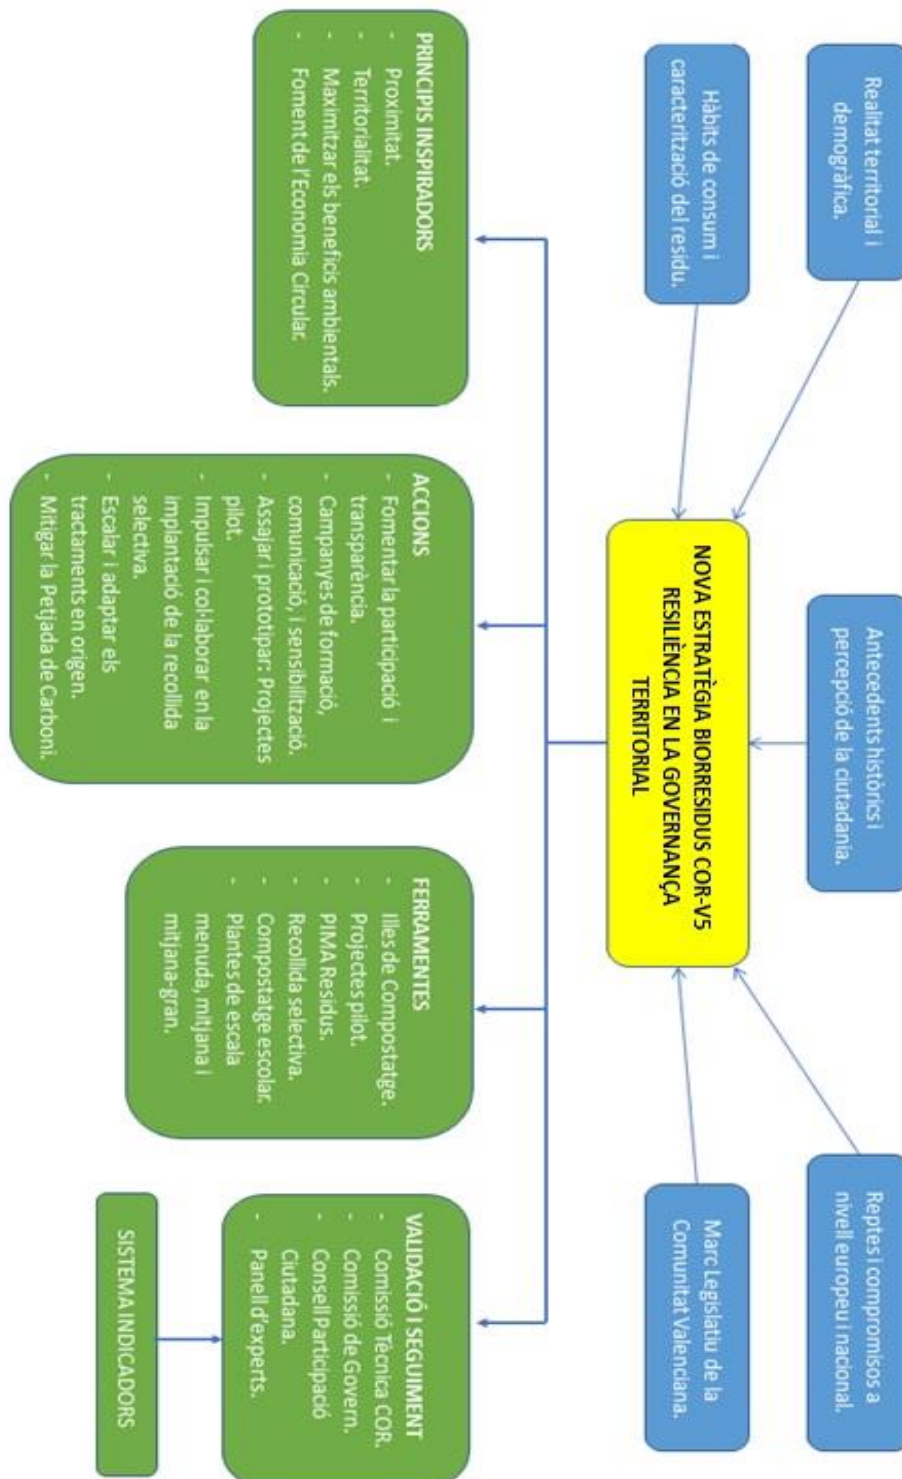 Realitat territorial i
demogràfica.
Antecedents històrics i
percepció de la ciutadania.
Reptes i compromisos a
nivell europeu i nacional.
Hàbits de consum i
caracterització del residu.
Marc Legislatiu de la
Comunitat Valenciana.
NOVA ESTRATÈGIA BIORRESIDUS COR-V5
RESILIÈNCIA EN LA GOVERNANÇA
TERRITORIAL
PRINCIPIS INSPIRADORS
- Proximitat.
- Territorialitat.
- Maximitzar els beneficis ambientals.
- Foment de l'Economia Circular.
ACCIONS
- Fomentar la participació i
transparència.
- Campanyes de formació,
comunicació, i sensibilització.
- Assajar i prototipar: Projectes
pilot.
- Impulsar i col·laborar en la
implantació de la recollida
selectiva.
- Escalar i adaptar els
tractaments en origen.
- Mitigar la Petjada de Carboni.
FERRAMENTES
- Illes de Compostatge.
- Projectes pilot.
- PIMA Residus.
- Recollida selectiva.
- Compostatge escolar.
- Plantes de escala
menuda, mitjana i
mitjana-gran.
VALIDACIÓ I SEGUIMENT
- Comissió Tècnica COR.
- Comissió de Govern.
- Consell Participació
Ciutadana.
- Panell d'experts.
SISTEMA INDICADORS